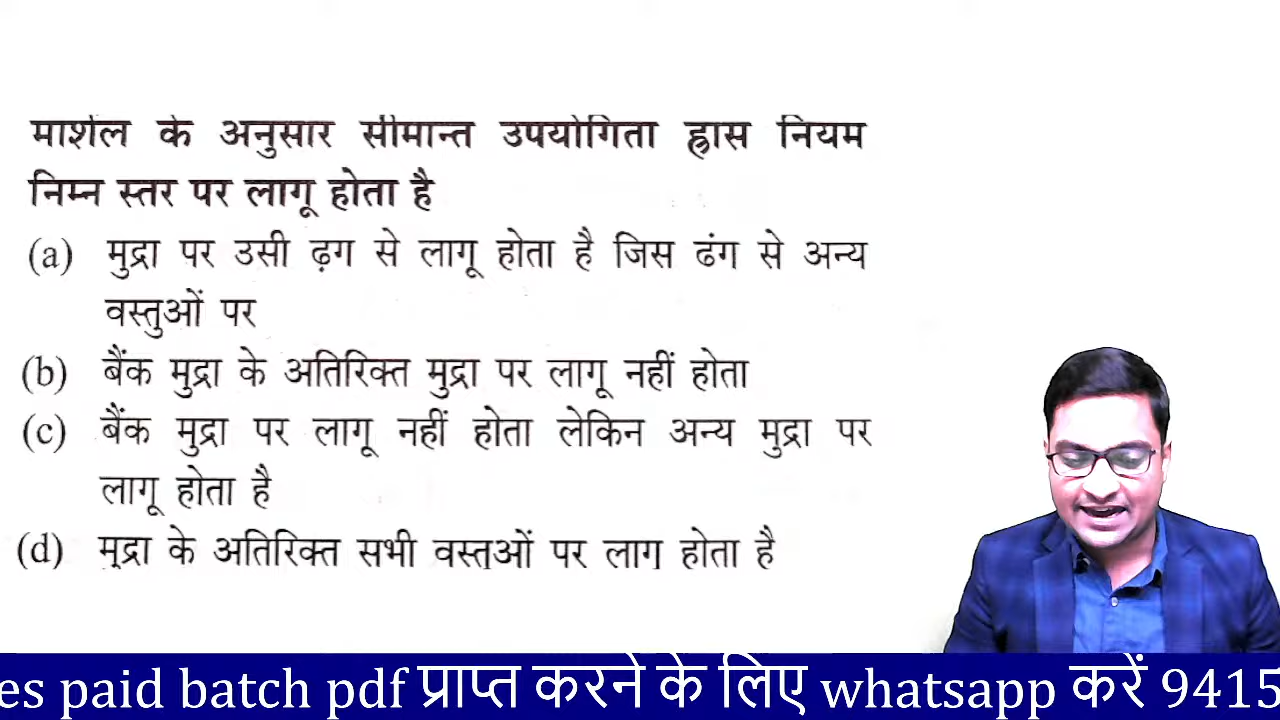 मार्शल के अनुसार सीमान्त उपयोगिता ह्रास नियम
निम्न स्तर पर लागू होता है
(a) मुद्रा पर उसी ढ़ग से लागू होता है जिस ढंग से अन्य
वस्तुओं पर
(b) बैंक मुद्रा के अतिरिक्त मुद्रा पर लागू नहीं होता
(c) बैंक मुद्रा पर लागू नहीं होता लेकिन अन्य मुद्रा पर
लागू होता है
(d) मुद्रा के अतिरिक्त सभी वस्तुओं पर लागू होता है
es paid batch pdf प्राप्त करने के लिए whatsapp करें 9415